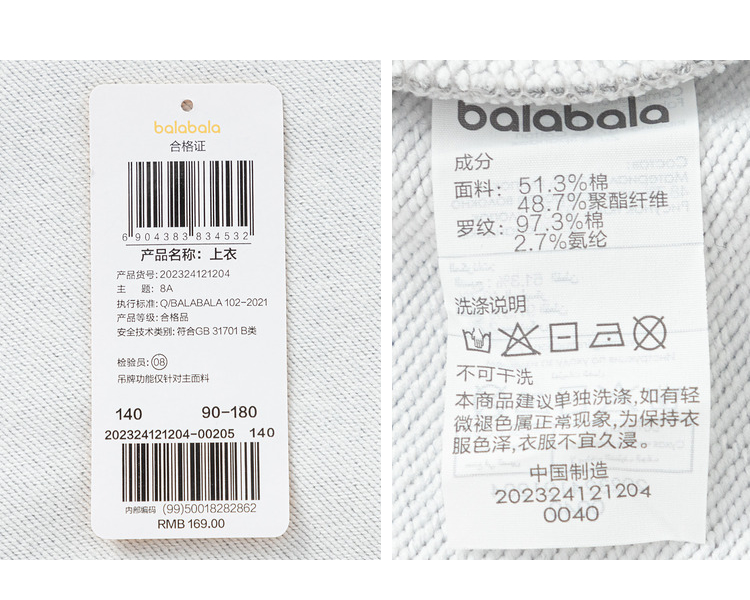 balabala
合格证
6 904383 834532
产品名称：上衣
产品货号：202324121204
主 题：8A
执行标准：Q/BALABALA 102-2021
产品等级：合格品
安全技术类别：符合GB 31701 B类
检验员：08
吊牌功能仅针对主面料
140 90-180
202324121204-00205 140
内部编码 (99)50018282862
RMB 169.00
balabala
成分
面料：51.3%棉
48.7%聚酯纤维
罗纹：97.3%棉
2.7%氨纶
洗涤说明
不可干洗
本商品建议单独洗涤,如有轻
微褪色属正常现象,为保持衣
服色泽,衣服不宜久浸。
中国制造
202324121204
0040